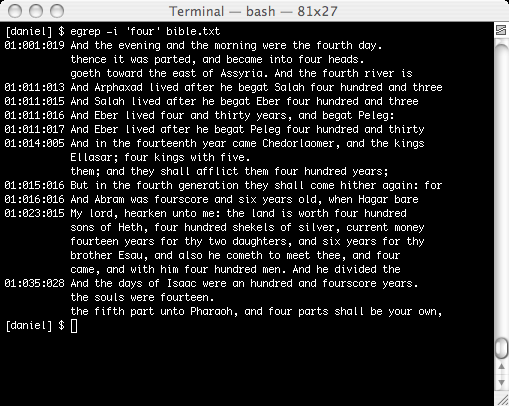 Terminal — bash — 81x27
[daniel] $ egrep -i 'four' bible.txt
01:001:019 And the evening and the morning were the fourth day.
thence it was parted, and became into four heads.
goeth toward the east of Assyria. And the fourth river is
01:011:013 And Arphaxad lived after he begat Salah four hundred and three
01:011:015 And Salah lived after he begat Eber four hundred and three
01:011:016 And Eber lived four and thirty years, and begat Peleg:
01:011:017 And Eber lived after he begat Peleg four hundred and thirty
01:014:005 And in the fourteenth year came Chedorlaomer, and the kings
Ellasar; four kings with five.
them; and they shall afflict them four hundred years;
01:015:016 But in the fourth generation they shall come hither again: for
01:016:016 And Abram was fourscore and six years old, when Hagar bare
01:023:015 My lord, hearken unto me: the land is worth four hundred
sons of Heth, four hundred shekels of silver, current money
fourteen years for thy two daughters, and six years for thy
brother Esau, and also he cometh to meet thee, and four
came, and with him four hundred men. And he divided the
01:035:028 And the days of Isaac were an hundred and fourscore years.
the souls were fourteen.
the fifth part unto Pharaoh, and four parts shall be your own,
[daniel] $